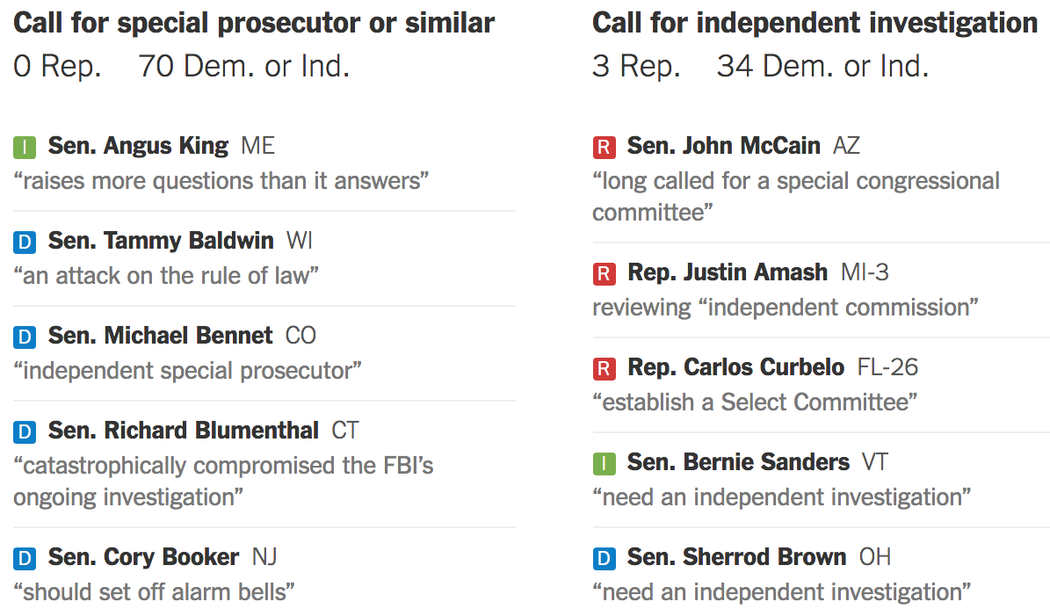 Call for special prosecutor or similar
0 Rep. 70 Dem. or Ind.
I Sen. Angus King ME
“raises more questions than it answers”
D Sen. Tammy Baldwin WI
“an attack on the rule of law”
D Sen. Michael Bennet CO
“independent special prosecutor”
D Sen. Richard Blumenthal CT
“catastrophically compromised the FBI’s
ongoing investigation”
D Sen. Cory Booker NJ
“should set off alarm bells”
Call for independent investigation
3 Rep. 34 Dem. or Ind.
R Sen. John McCain AZ
“long called for a special congressional
committee”
R Rep. Justin Amash MI-3
reviewing “independent commission”
R Rep. Carlos Curbelo FL-26
“establish a Select Committee”
I Sen. Bernie Sanders VT
“need an independent investigation”
D Sen. Sherrod Brown OH
“need an independent investigation”